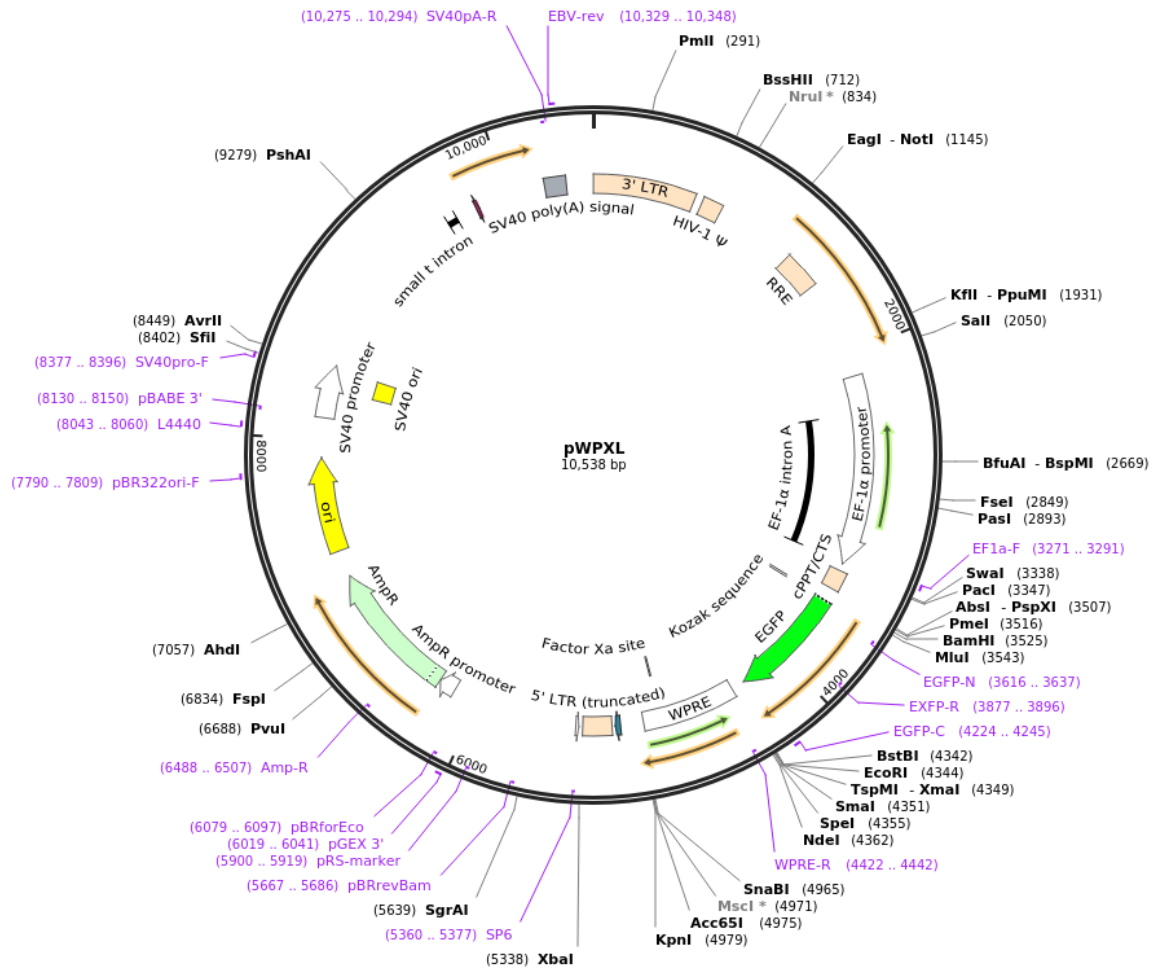 (10,275 .. 10,294) SV40pA-R
EBV-rev (10,329 .. 10,348)
PmlI (291)
BssHII (712)
NruI * (834)
EagI - NotI (1145)
KflI - PpuMI (1931)
SalI (2050)
BfuAI - BspMI (2669)
FseI (2849)
PasI (2893)
EF1a-F (3271 .. 3291)
SwaI (3338)
PacI (3347)
AbsI - PspXI (3507)
PmeI (3516)
BamHI (3525)
MluI (3543)
EGFP-N (3616 .. 3637)
EXFP-R (3877 .. 3896)
EGFP-C (4224 .. 4245)
BstBI (4342)
EcoRI (4344)
TspMI - XmaI (4349)
SmaI (4351)
SpeI (4355)
NdeI (4362)
WPRE-R (4422 .. 4442)
SnaBI (4965)
MscI * (4971)
Acc65I (4975)
KpnI (4979)
(5338) XbaI
(5360 .. 5377) SP6
(5639) SgrAI
(5667 .. 5686) pBRrevBam
(5900 .. 5919) pRS-marker
(6019 .. 6041) pGEX 3'
(6079 .. 6097) pBRforEco
(6488 .. 6507) Amp-R
(6688) PvuI
(6834) FspI
(7057) AhdI
(7790 .. 7809) pBR322ori-F
(8043 .. 8060) L4440
(8130 .. 8150) pBABE 3'
(8377 .. 8396) SV40pro-F
(8402) SfiI
(8449) AvrII
(9279) PshAI
10,000
2000
4000
6000
8000
3' LTR
HIV-1 Ψ
RRE
EF-1α promoter
EF-1α intron A
cPPT/CTS
Kozak sequence
EGFP
WPRE
Factor Xa site
5' LTR (truncated)
AmpR promoter
AmpR
ori
SV40 promoter
SV40 ori
small t intron
SV40 poly(A) signal
pWPXL
10,538 bp